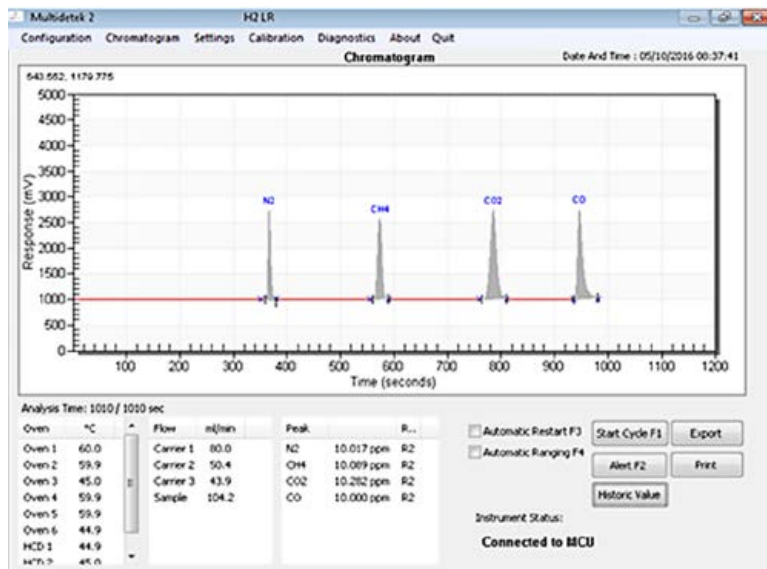 Multidetek 2 H2 LR
Configuration Chromatogram Settings Calibration Diagnostics About Quit
Chromatogram Date And Time : 05/10/2016 08:37:41
643.552, 1179.775
5000
4500
4000
3500
3000
2500
2000
1500
1000
500
0
Response (mV)
N2 CH4 CO2 CO
100 200 300 400 500 600 700 800 900 1000 1100 1200
Time (seconds)
Analysis Time: 1010 / 1010 sec
Oven °C Flow ml/min Peak R...
Automatic Restart F3 Start Cycle F1 Export
Oven 1 60.0 Carrier 1 80.0 N2 10.017 ppm R2
Automatic Ranging F4
Oven 2 59.9 Carrier 2 50.4 CH4 10.089 ppm R2
Alert F2 Print
Oven 3 45.0 Carrier 3 43.9 CO2 10.282 ppm R2
Oven 4 59.9 Sample 104.2 CO 10.000 ppm R2
Historic Value
Oven 5 59.9
Instrument Status:
Oven 6 44.9
HCD 1 44.9
Connected to MCU
HCD 2 45.0